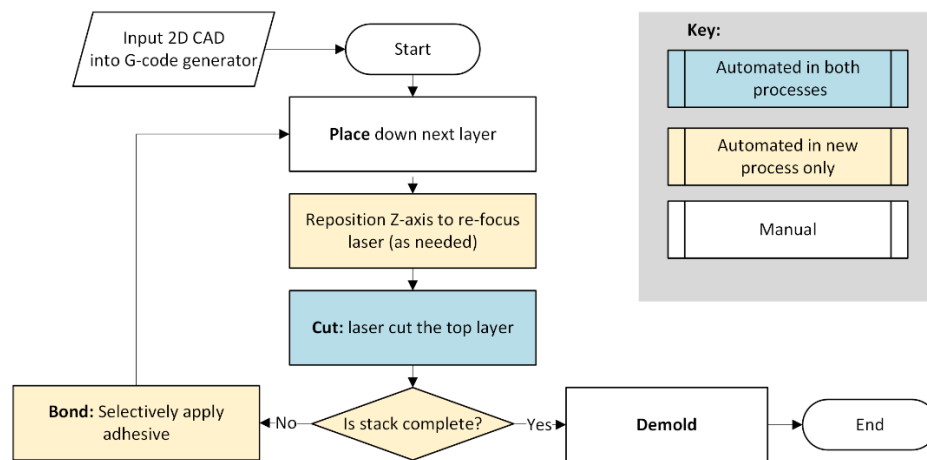 Input 2D CAD
into G-code generator
Start
Place down next layer
Reposition Z-axis to re-focus
laser (as needed)
Cut: laser cut the top layer
Is stack complete?
No
Bond: Selectively apply
adhesive
Yes
Demold
End
Key:
Automated in both
processes
Automated in new
process only
Manual